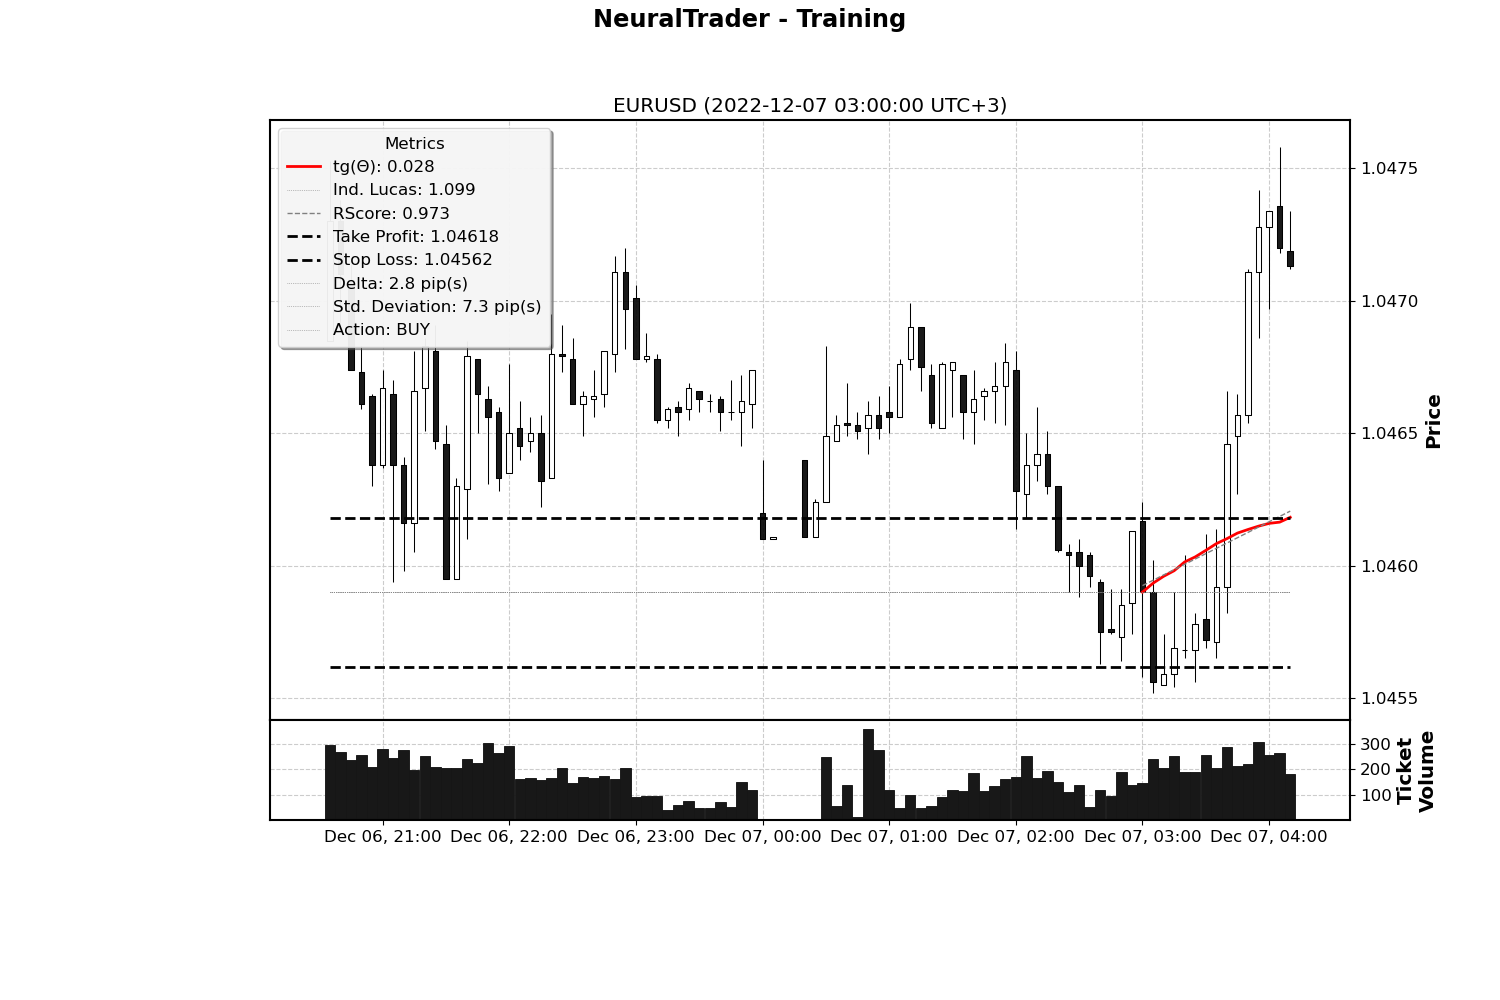 NeuralTrader - Training
EURUSD (2022-12-07 03:00:00 UTC+3)
Metrics
tg(Θ): 0.028
Ind. Lucas: 1.099
RScore: 0.973
Take Profit: 1.04618
Stop Loss: 1.04562
Delta: 2.8 pip(s)
Std. Deviation: 7.3 pip(s)
Action: BUY
1.0475
1.0470
1.0465
1.0460
1.0455
Price
300
200
100
Ticket
Volume
Dec 06, 21:00 Dec 06, 22:00 Dec 06, 23:00 Dec 07, 00:00 Dec 07, 01:00 Dec 07, 02:00 Dec 07, 03:00 Dec 07, 04:00